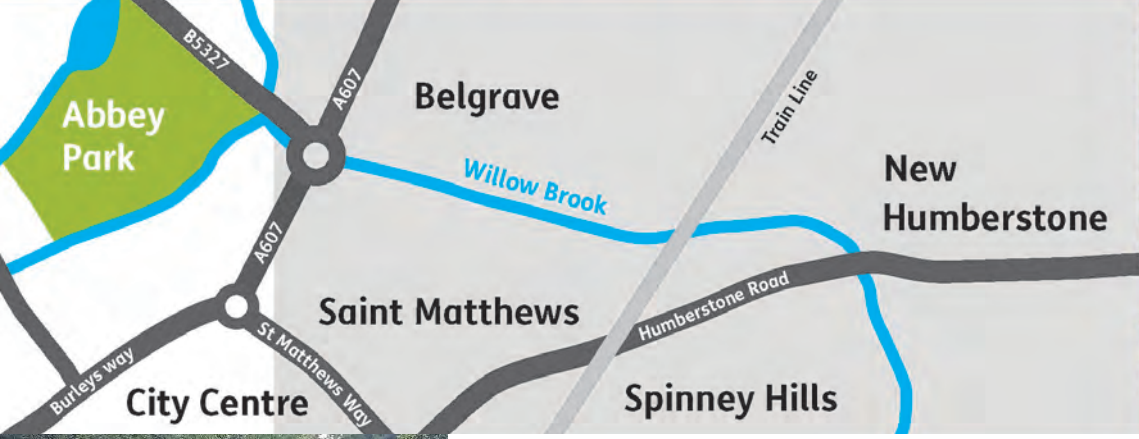 B5327
A607
Belgrave
Train Line
Abbey
Park
Willow Brook
New
Humberstone
A607
Saint Matthews
Humberstone Road
St Matthews Way
Burleys way
City Centre
Spinney Hills